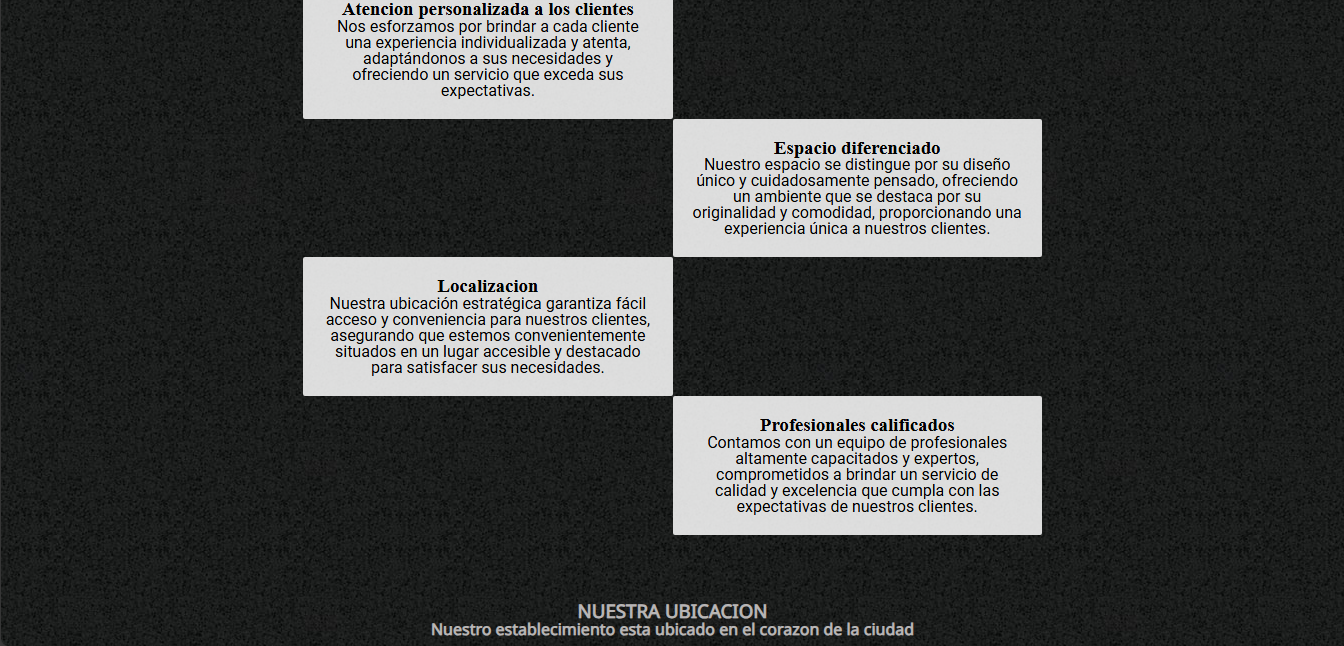 Atencion personalizada a los clientes
Nos esforzamos por brindar a cada cliente
una experiencia individualizada y atenta,
adaptándonos a sus necesidades y
ofreciendo un servicio que exceda sus
expectativas.
Espacio diferenciado
Nuestro espacio se distingue por su diseño
único y cuidadosamente pensado, ofreciendo
un ambiente que se destaca por su
originalidad y comodidad, proporcionando una
experiencia única a nuestros clientes.
Localizacion
Nuestra ubicación estratégica garantiza fácil
acceso y conveniencia para nuestros clientes,
asegurando que estemos convenientemente
situados en un lugar accesible y destacado
para satisfacer sus necesidades.
Profesionales calificados
Contamos con un equipo de profesionales
altamente capacitados y expertos,
comprometidos a brindar un servicio de
calidad y excelencia que cumpla con las
expectativas de nuestros clientes.
NUESTRA UBICACION
Nuestro establecimiento esta ubicado en el corazon de la ciudad